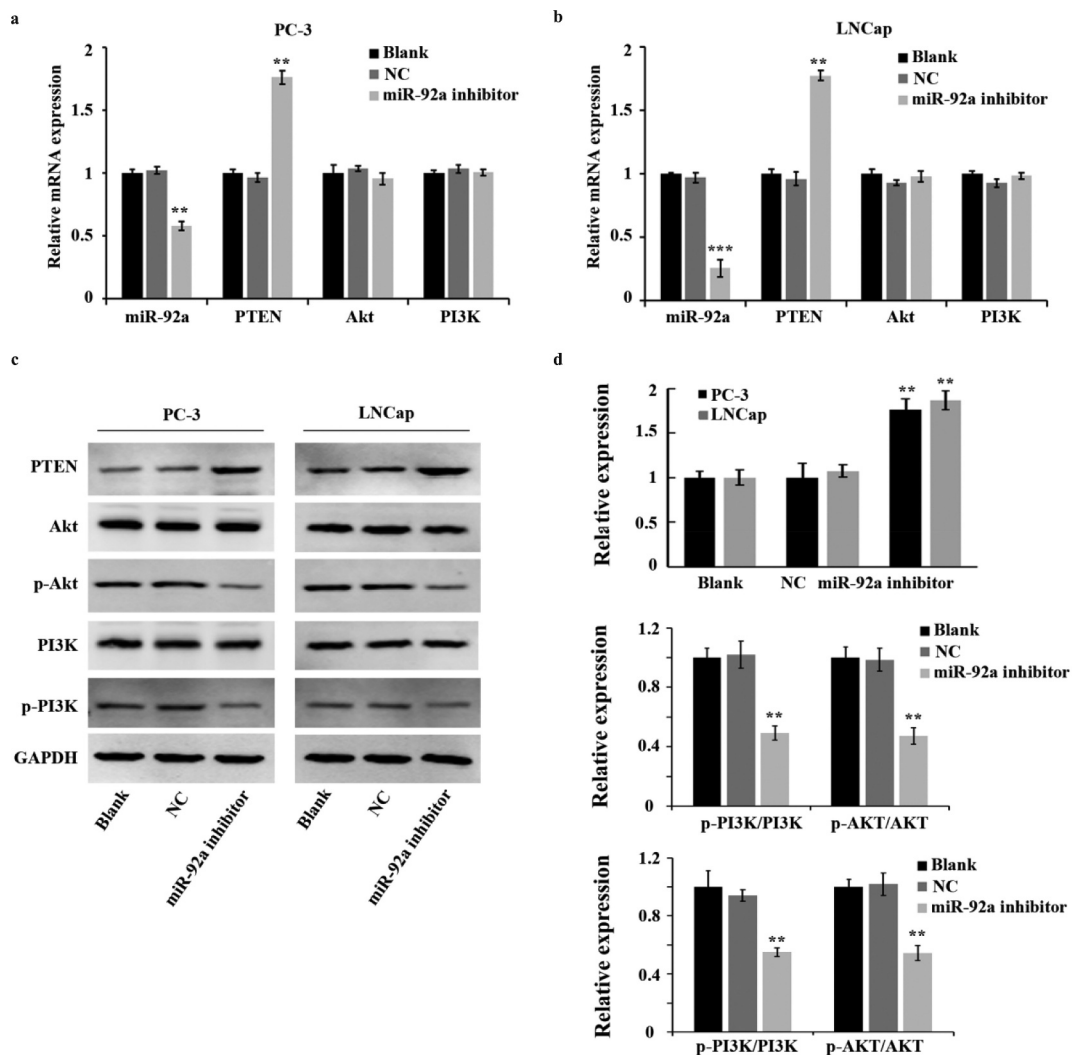 a
PC-3
Blank
NC
miR-92a inhibitor
Relative mRNA expression
2
1.5
1
0.5
0
**
**
miR-92a PTEN Akt PI3K
b
LNCap
Blank
NC
miR-92a inhibitor
Relative mRNA expression
2
1.5
1
0.5
0
***
**
miR-92a PTEN Akt PI3K
c
PC-3 LNCap
PTEN
Akt
p-Akt
PI3K
p-PI3K
GAPDH
Blank NC miR-92a inhibitor Blank NC miR-92a inhibitor
d
PC-3
LNCap
Relative expression
2
1.5
1
0.5
0
** **
Blank NC miR-92a inhibitor
Blank
NC
miR-92a inhibitor
Relative expression
1.2
0.8
0.4
0
** **
p-PI3K/PI3K p-AKT/AKT
Blank
NC
miR-92a inhibitor
Relative expression
1.2
0.8
0.4
0
** **
p-PI3K/PI3K p-AKT/AKT